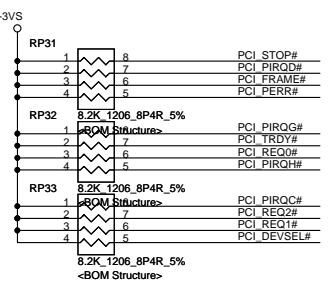 -3VS
RP31
1 8 PCI_STOP#
2 7 PCI_PIRQD#
3 6 PCI_FRAME#
4 5 PCI_PERR#
8.2K_1206_8P4R_5%
RP32
<BOM Structure>
1 8 PCI_PIRQG#
2 7 PCI_TRDY#
3 6 PCI_REQ0#
4 5 PCI_PIRQH#
8.2K_1206_8P4R_5%
RP33
<BOM Structure>
1 8 PCI_PIRQC#
2 7 PCI_REQ2#
3 6 PCI_REQ1#
4 5 PCI_DEVSEL#
8.2K_1206_8P4R_5%
<BOM Structure>